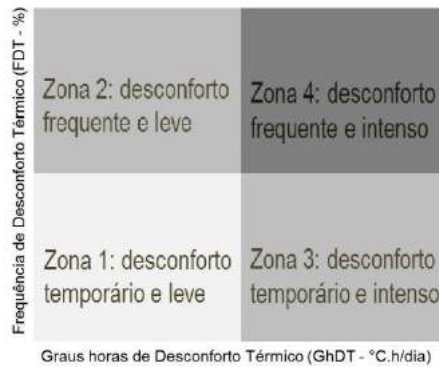 Frequência de Desconforto Térmico (FDT - %)
Zona 2: desconforto
frequente e leve
Zona 4: desconforto
frequente e intenso
Zona 1: desconforto
temporário e leve
Zona 3: desconforto
temporário e intenso
Graus horas de Desconforto Térmico (GhDT - °C.h/dia)